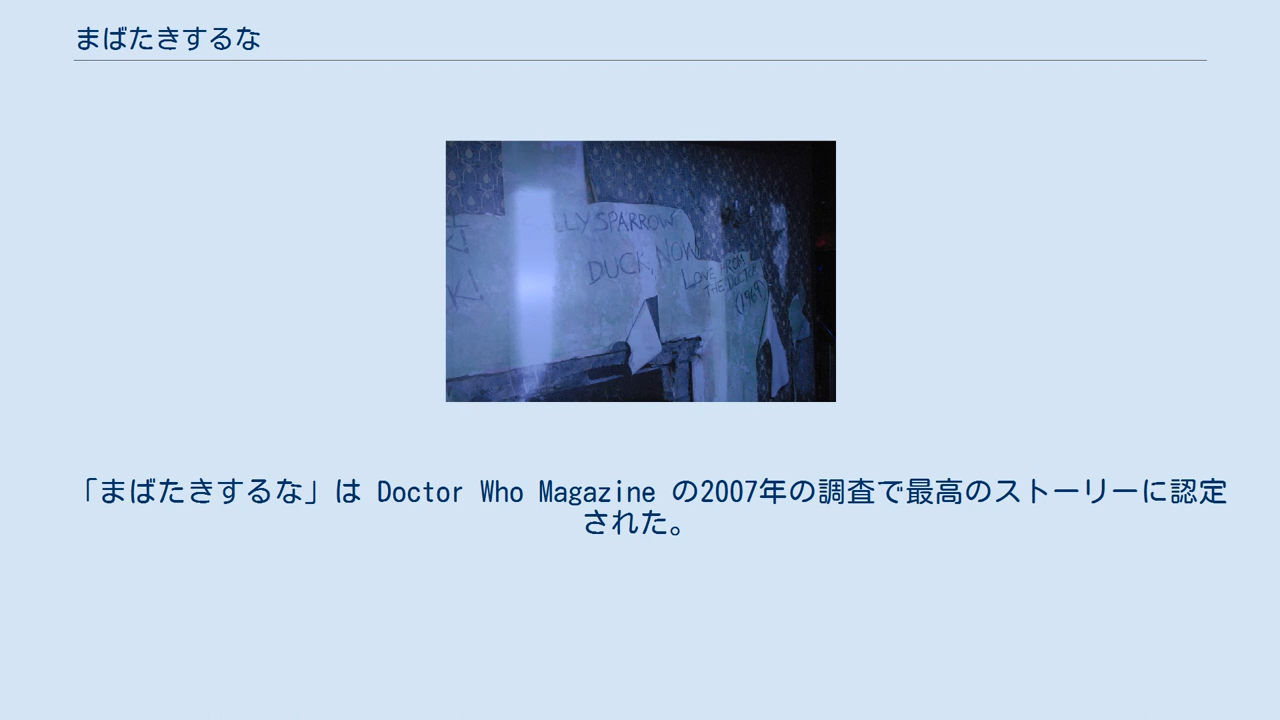 まばたきするな
LLY SPARROW
DUCK, NOW
LOVE FROM
THE DOCTOR
(1969)
K!
K!
「まばたきするな」は Doctor Who Magazine の2007年の調査で最高のストーリーに認定
された。